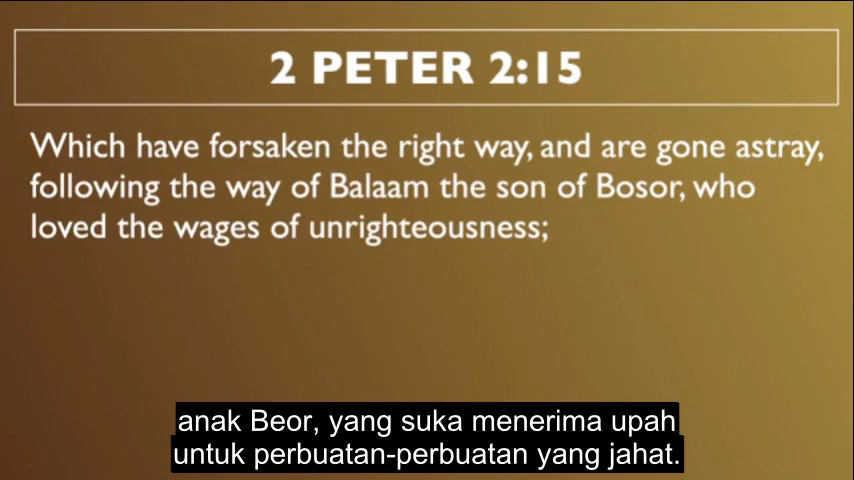 2 PETER 2:15
Which have forsaken the right way, and are gone astray,
following the way of Balaam the son of Bosor, who
loved the wages of unrighteousness;
anak Beor, yang suka menerima upah
untuk perbuatan-perbuatan yang jahat.